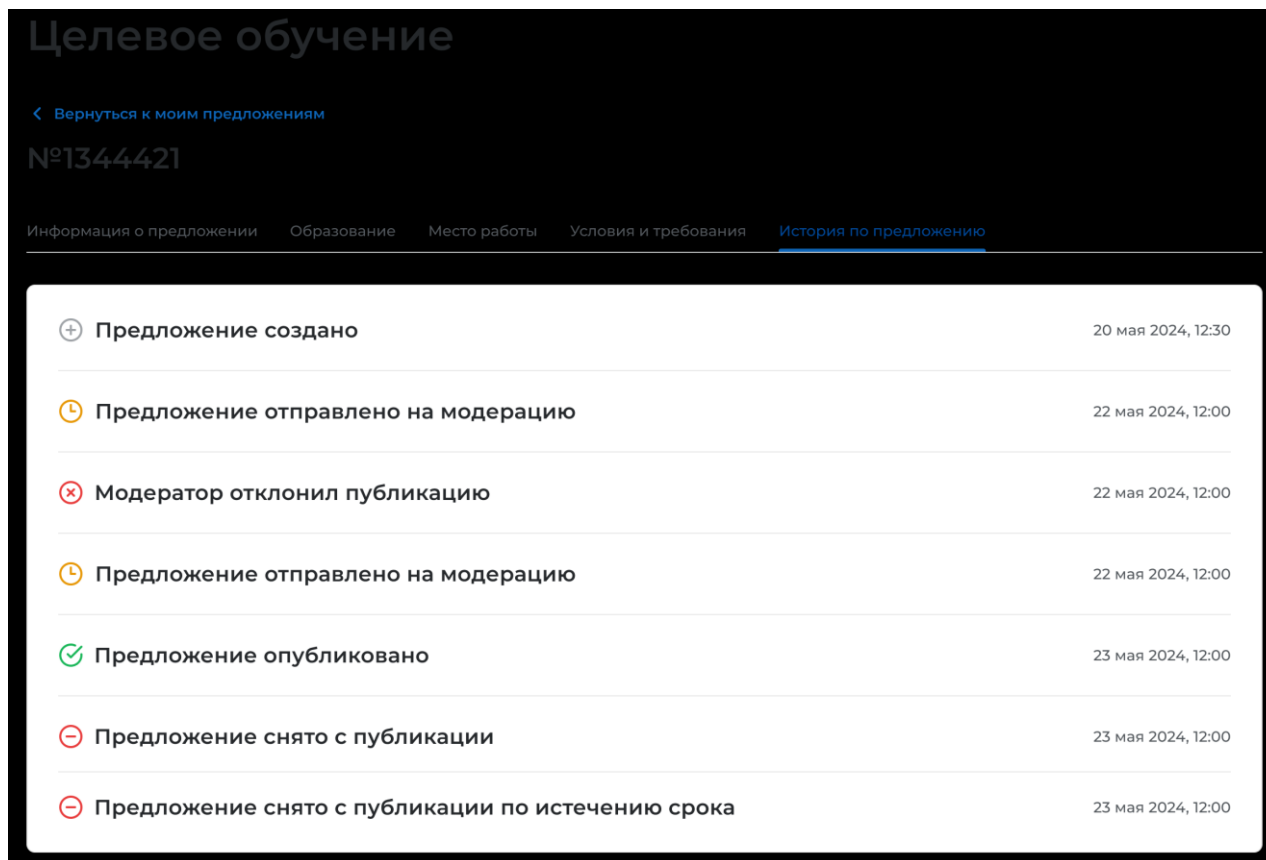 Целевое обучение
Вернуться к моим предложениям
№1344421
Информация о предложении Образование Место работы Условия и требования История по предложению
Предложение создано 20 мая 2024, 12:30
Предложение отправлено на модерацию 22 мая 2024, 12:00
Модератор отклонил публикацию 22 мая 2024, 12:00
Предложение отправлено на модерацию 22 мая 2024, 12:00
Предложение опубликовано 23 мая 2024, 12:00
Предложение снято с публикации 23 мая 2024, 12:00
Предложение снято с публикации по истечению срока 23 мая 2024, 12:00